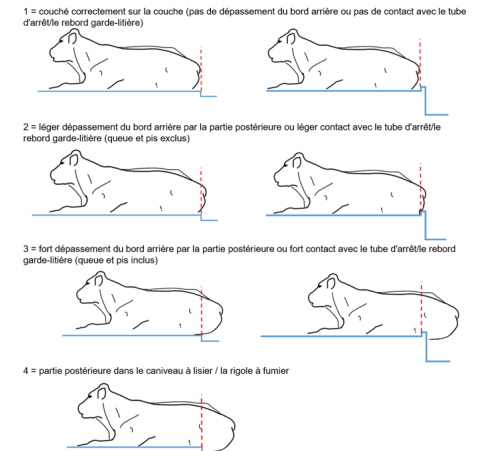 1 = couché correctement sur la couche (pas de dépassement du bord arrière ou pas de contact avec le tube
d'arrêt/le rebord garde-litière)
2 = léger dépassement du bord arrière par la partie postérieure ou léger contact avec le tube d'arrêt/le
rebord garde-litière (queue et pis exclus)
3 = fort dépassement du bord arrière par la partie postérieure ou fort contact avec le tube d'arrêt/le rebord
garde-litière (queue et pis inclus)
4 = partie postérieure dans le caniveau à lisier / la rigole à fumier